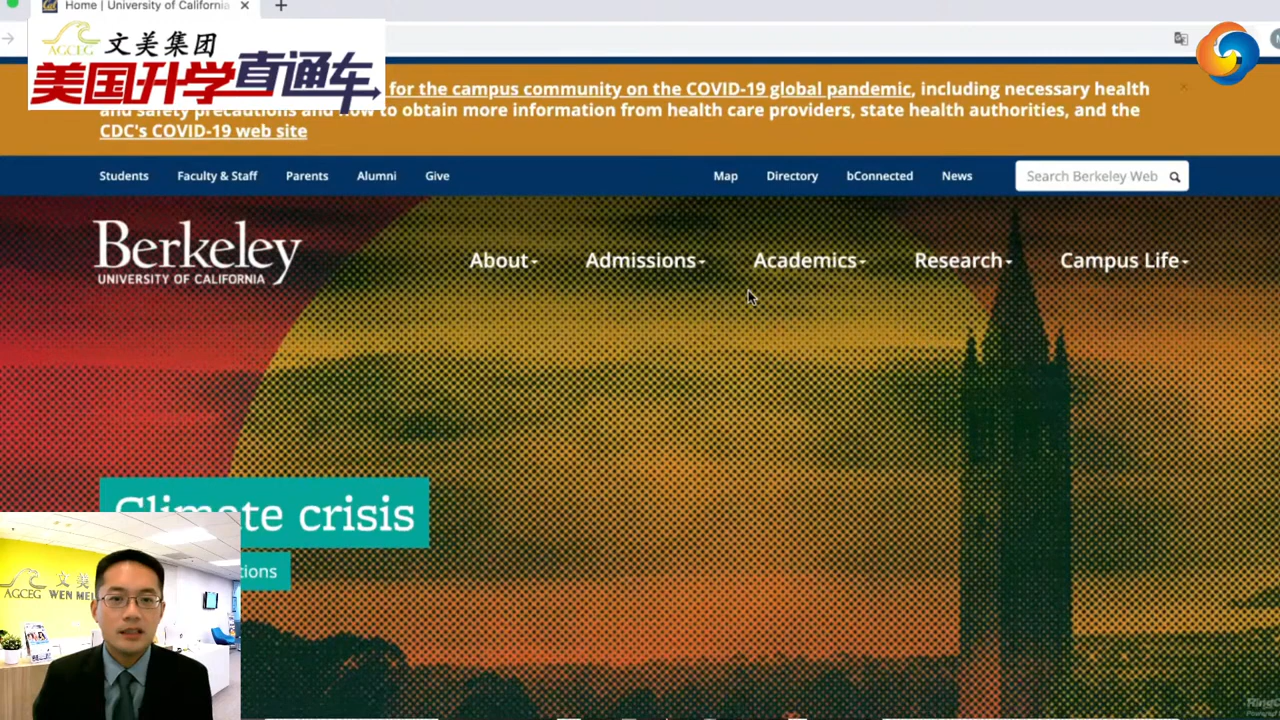 Home | University of California
AGCEG 文美集团
美国升学直通车
for the campus community on the COVID-19 global pandemic, including necessary health
and safety precautions and how to obtain more information from health care providers, state health authorities, and the
CDC's COVID-19 web site
Students Faculty & Staff Parents Alumni Give Map Directory bConnected News Search Berkeley Web
Berkeley
UNIVERSITY OF CALIFORNIA
About Admissions Academics Research Campus Life
Climate crisis
AGCEG 文美
WEN MEI